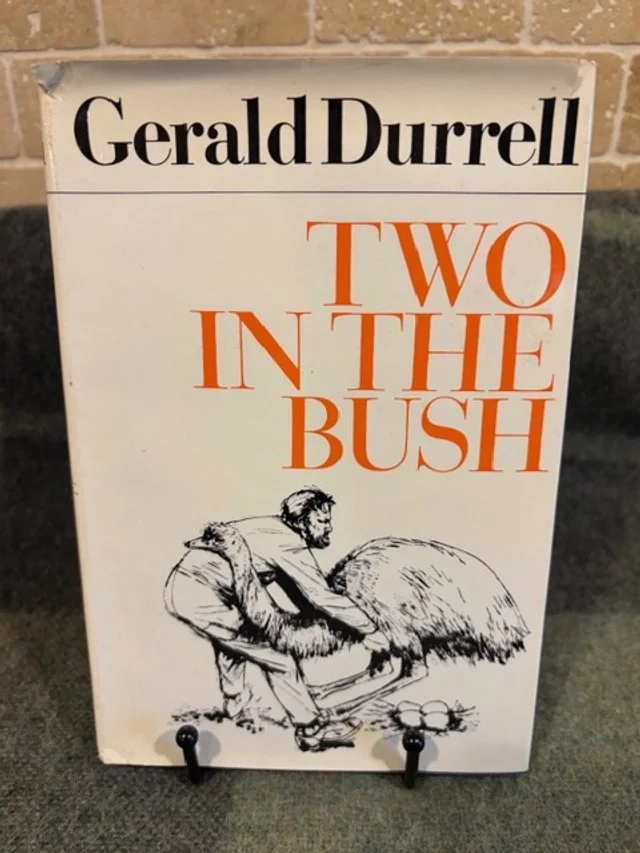 Gerald Durrell
TWO
IN THE
BUSH